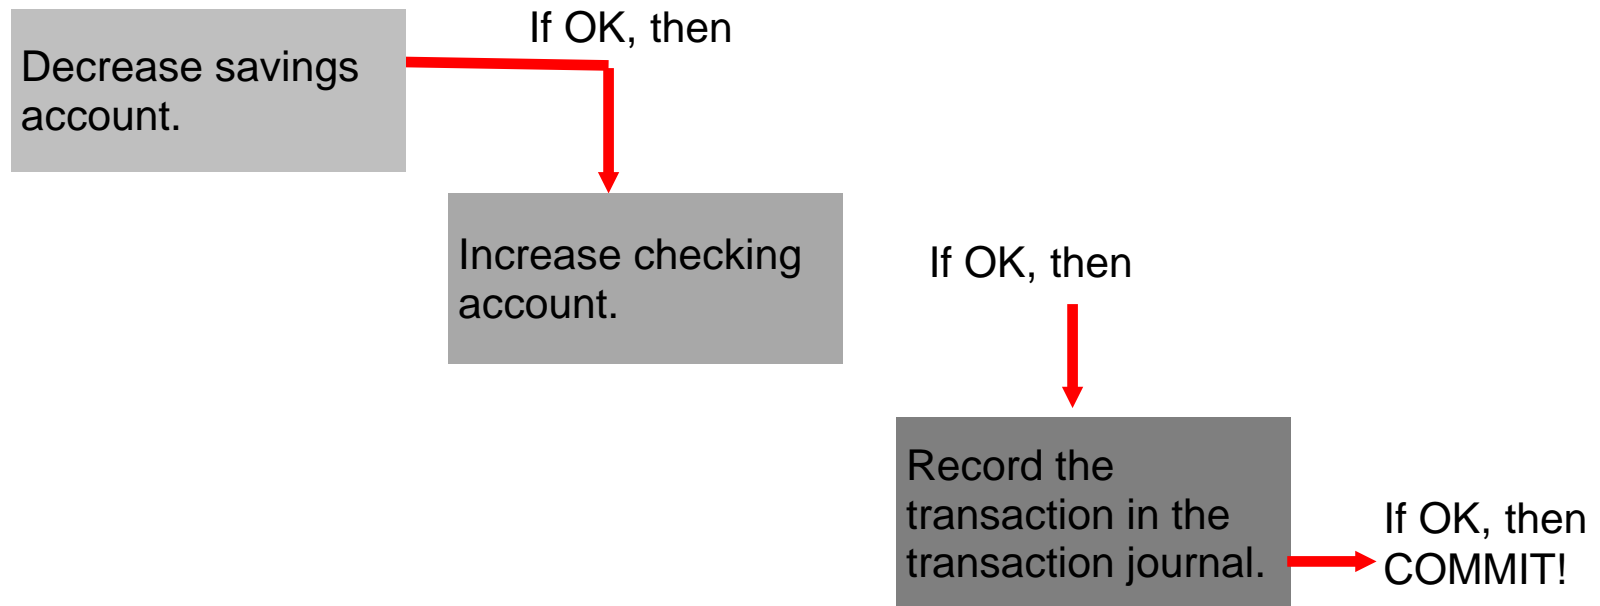 If OK, then
Decrease savings
account.
Increase checking
account.
If OK, then
Record the
transaction in the
transaction journal.
If OK, then
COMMIT!